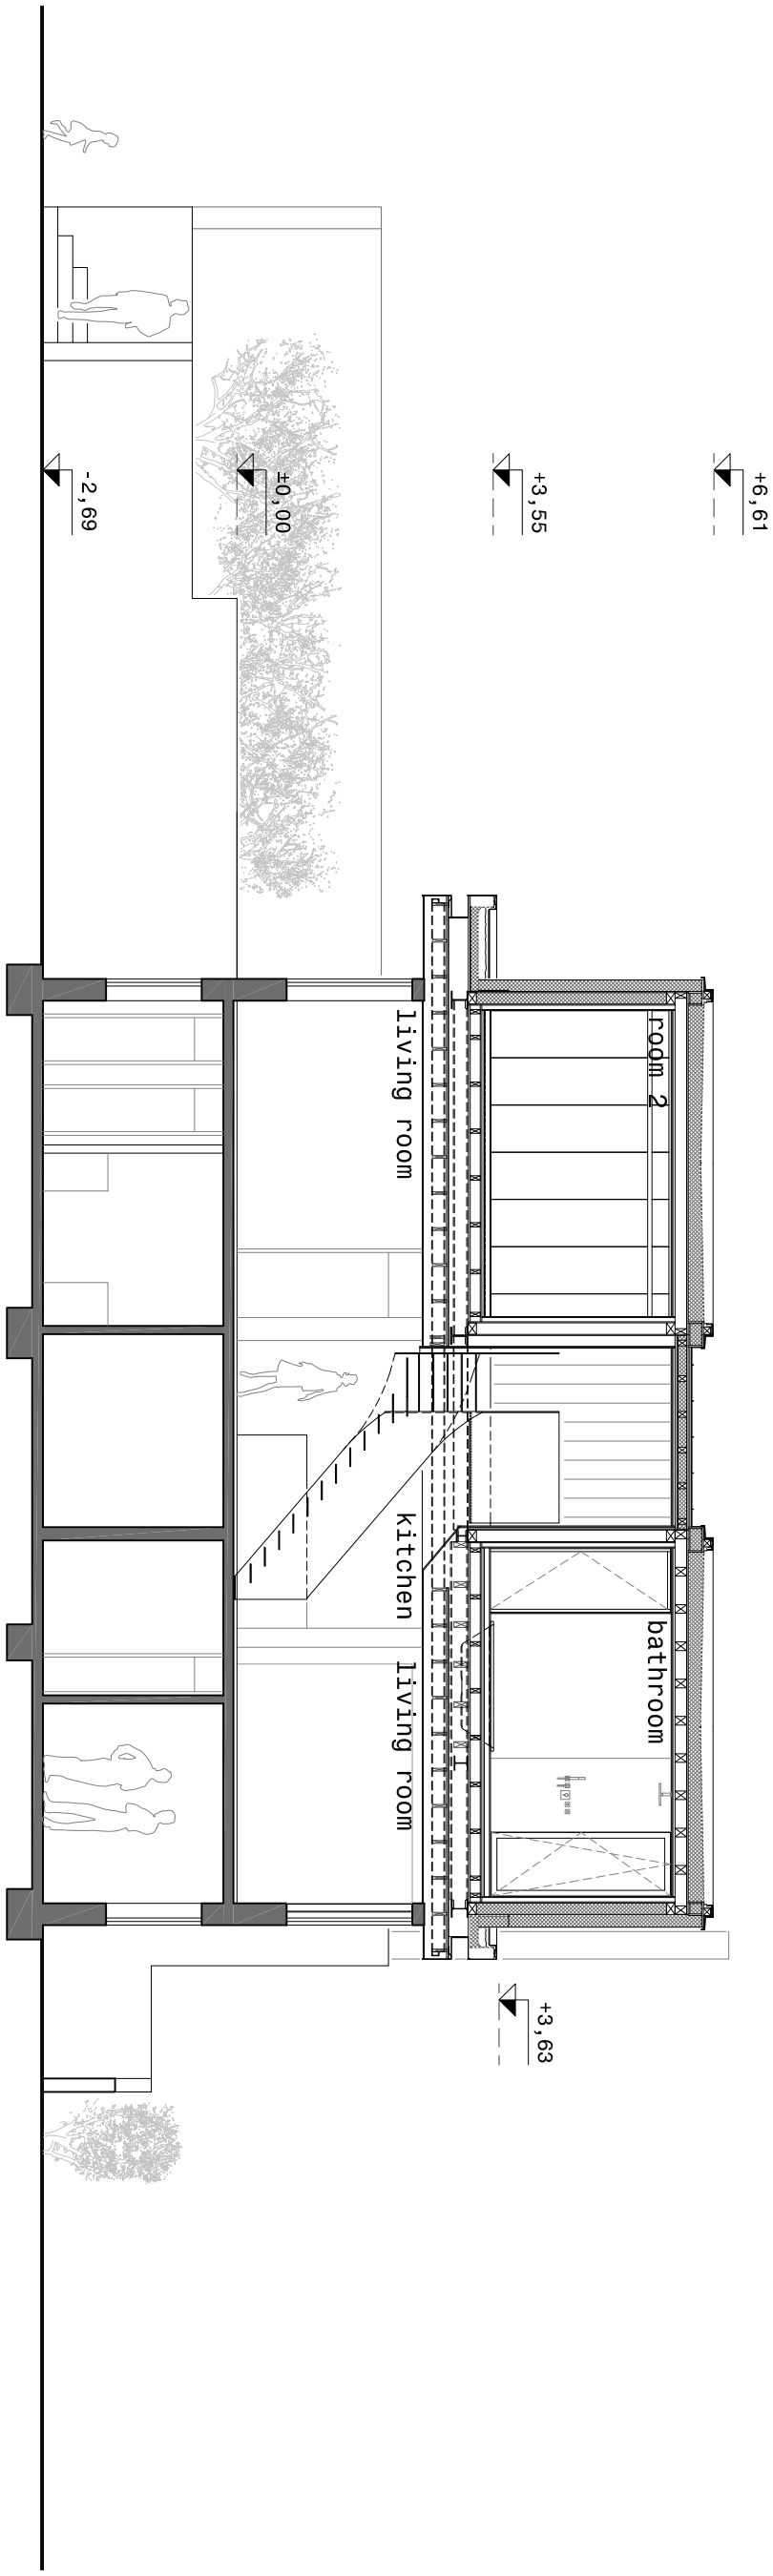 +6,61
+3,55
±0,00
-2,69
+3,63
room 2
bathroom
living room
kitchen
living room